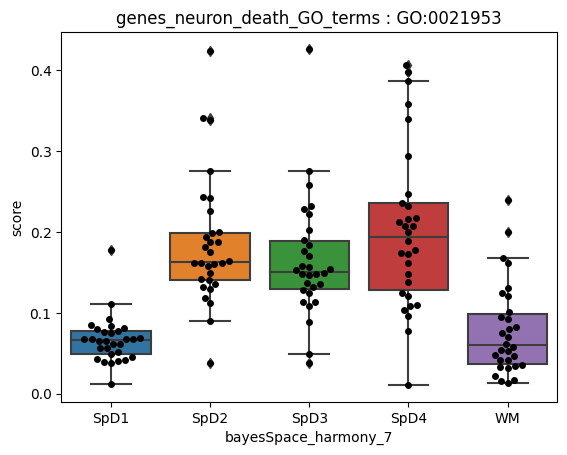 genes_neuron_death_GO_terms : GO:0021953
0.4
0.3
0.2
0.1
0.0
score
SpD1 SpD2 SpD3 SpD4 WM
bayesSpace_harmony_7